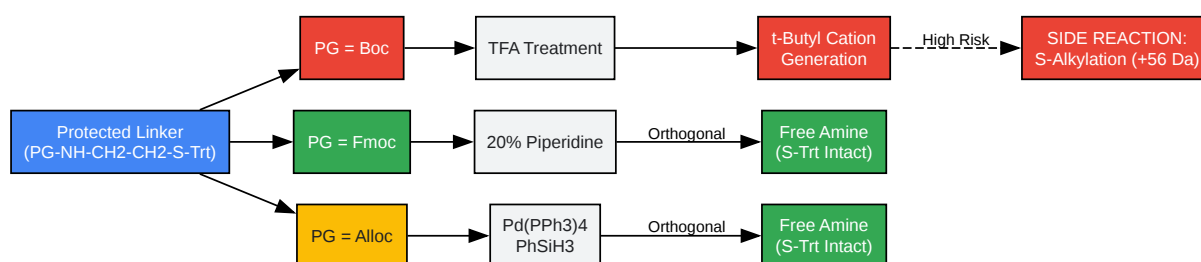 PG = Boc
TFA Treatment
t-Butyl Cation
Generation
High Risk
SIDE REACTION:
S-Alkylation (+56 Da)
Protected Linker
(PG-NH-CH2-CH2-S-Trt)
PG = Fmoc
20% Piperidine
Orthogonal
Free Amine
(S-Trt Intact)
PG = Alloc
Pd(PPh3)4
PhSiH3
Orthogonal
Free Amine
(S-Trt Intact)